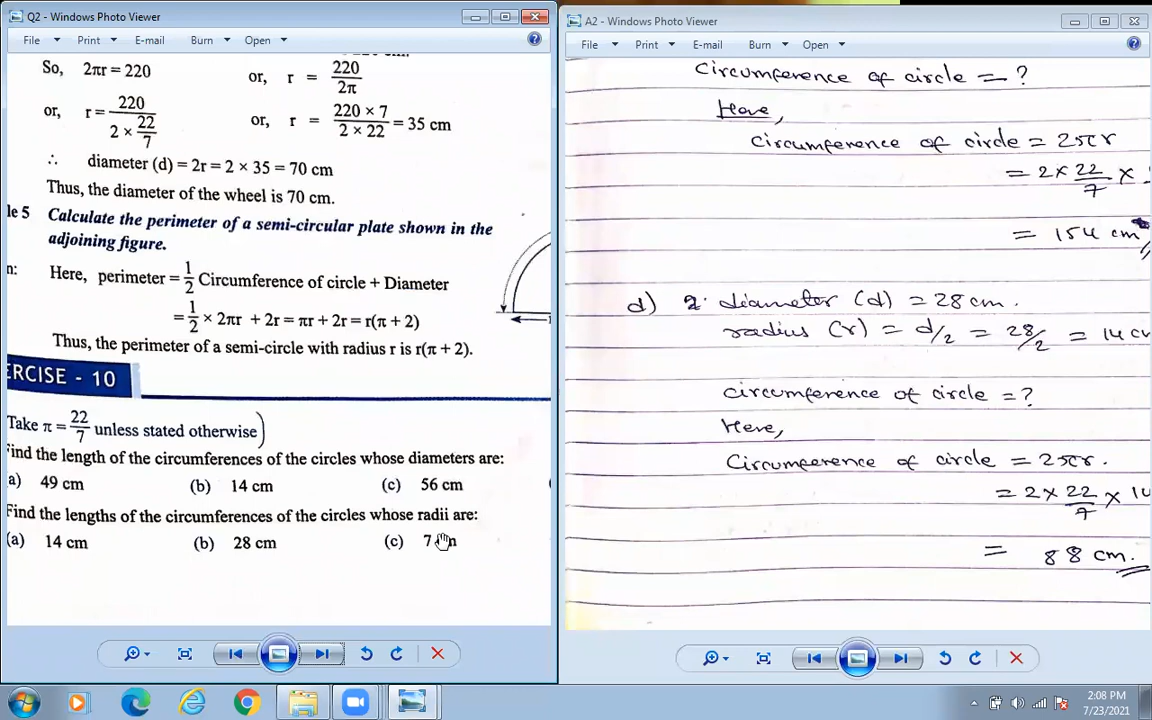 Q2 - Windows Photo Viewer
File Print E-mail Burn Open
So, 2πr = 220 or, r = 220 / 2π
or, r = 220 / 2 × 22/7 or, r = 220 × 7 / 2 × 22 = 35 cm
∴ diameter (d) = 2r = 2 × 35 = 70 cm
Thus, the diameter of the wheel is 70 cm.
le 5 Calculate the perimeter of a semi-circular plate shown in the
adjoining figure.
n: Here, perimeter = 1/2 Circumference of circle + Diameter
= 1/2 × 2πr + 2r = πr + 2r = r(π + 2)
Thus, the perimeter of a semi-circle with radius r is r(π + 2).
ERCISE - 10
Take π = 22/7 unless stated otherwise)
Find the length of the circumferences of the circles whose diameters are:
a) 49 cm (b) 14 cm (c) 56 cm
Find the lengths of the circumferences of the circles whose radii are:
(a) 14 cm (b) 28 cm (c) 7
A2 - Windows Photo Viewer
File Print E-mail Burn Open
Circumference of circle = ?
Here,
Circumference of circle = 2πr
= 2 × 22/7 ×
= 154 cm
d) 2. diameter (d) = 28 cm.
radius (r) = d/2 = 28/2 = 14 cm
Circumference of circle = ?
Here,
Circumference of circle = 2πr.
= 2 × 22/7 × 14
= 88 cm.
2:08 PM
7/23/2021